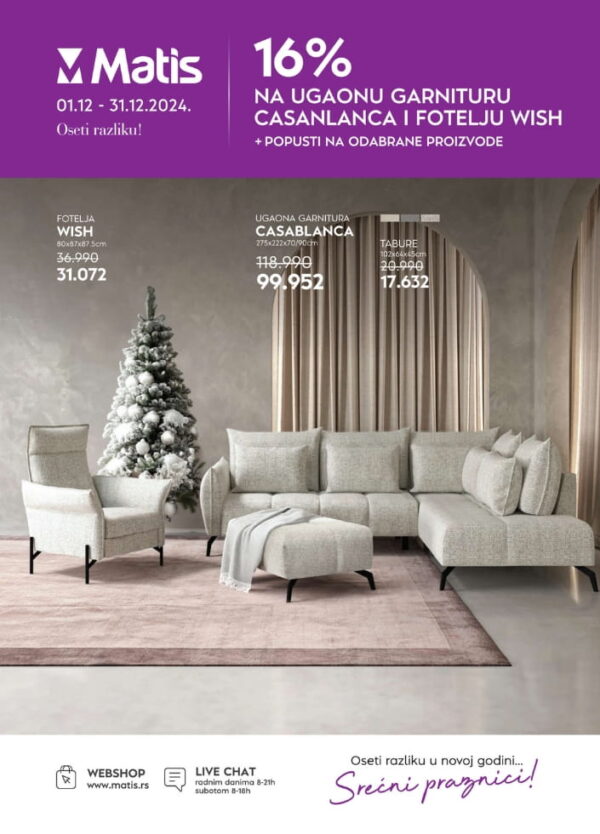 Matis
01.12 - 31.12.2024.
Oseti razliku!
16%
NA UGAONU GARNITURU
CASANLANCA I FOTELJU WISH
+ POPUSTI NA ODABRANE PROIZVODE
FOTELJA
WISH
80x87x87.5cm
36.990
31.072
UGAONA GARNITURA
CASABLANCA
275x222x70/90cm
118.990
99.952
TABURE
102x64x45cm
20.990
17.632
WEBSHOP
www.matis.rs
LIVE CHAT
radnim danima 8-21h
subotom 8-18h
Oseti razliku u novoj godini...
Srećni praznici!